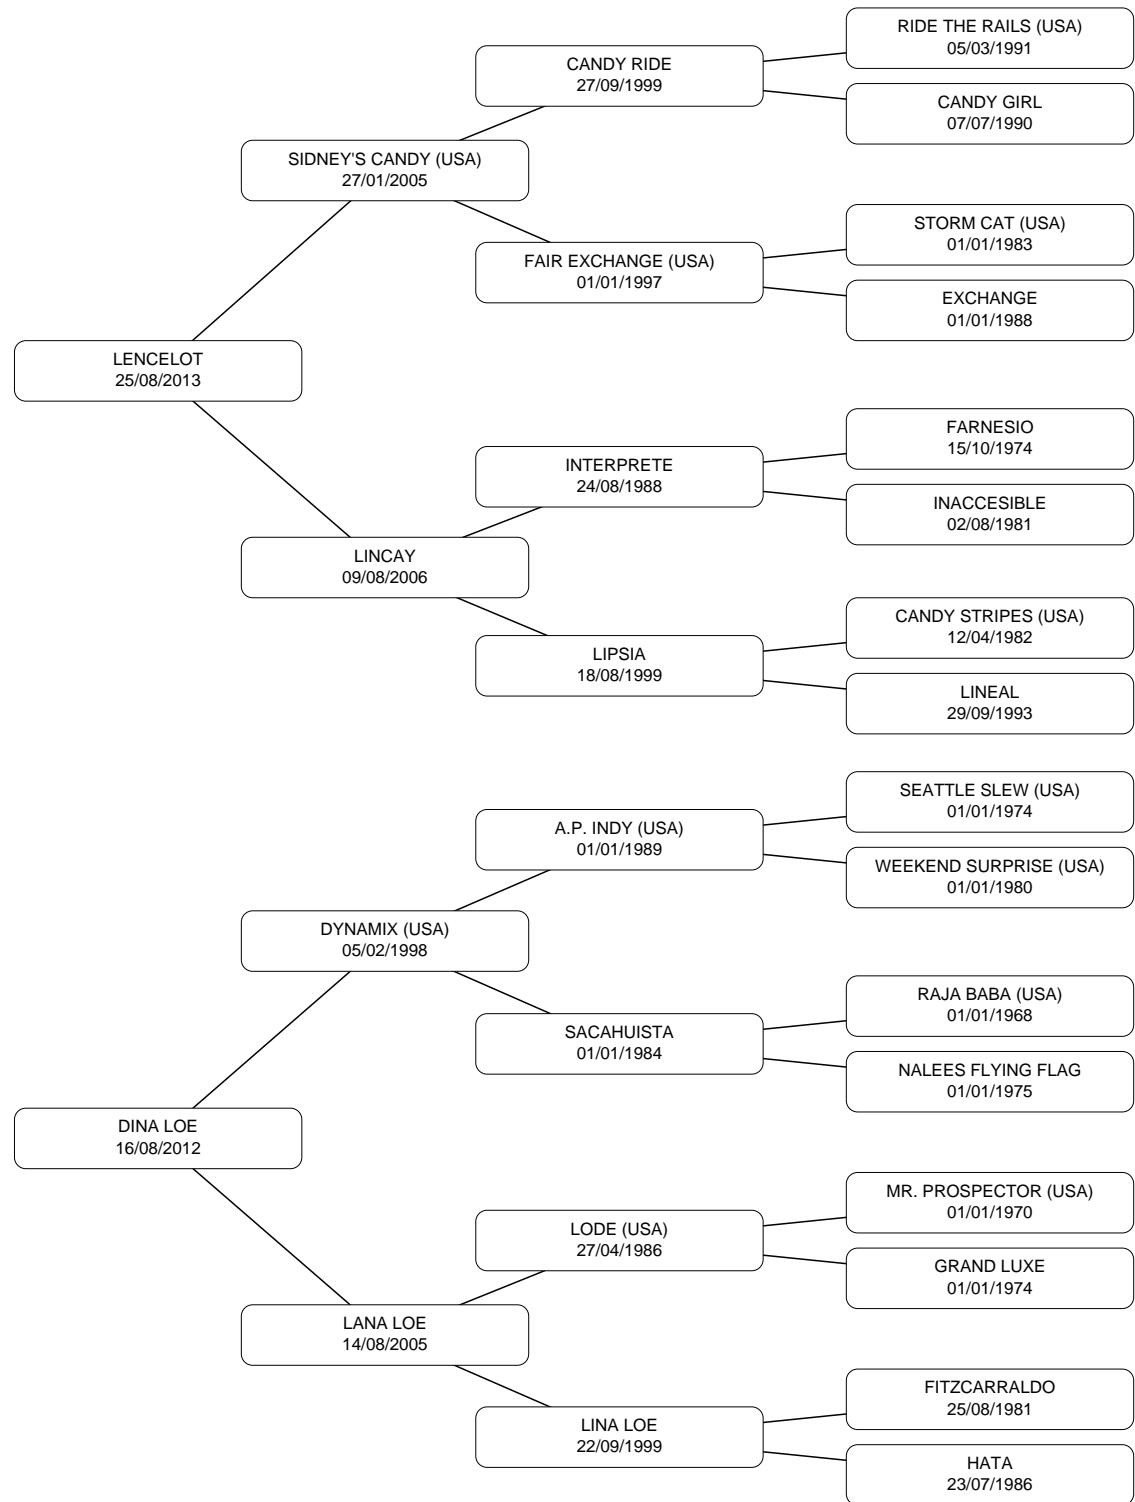 RIDE THE RAILS (USA)
05/03/1991
CANDY RIDE
27/09/1999
CANDY GIRL
07/07/1990
SIDNEY'S CANDY (USA)
27/01/2005
STORM CAT (USA)
01/01/1983
FAIR EXCHANGE (USA)
01/01/1997
EXCHANGE
01/01/1988
LENCELOT
25/08/2013
FARNESIO
15/10/1974
INTERPRETE
24/08/1988
INACCESIBLE
02/08/1981
LINCAY
09/08/2006
CANDY STRIPES (USA)
12/04/1982
LIPSIA
18/08/1999
LINEAL
29/09/1993
SEATTLE SLEW (USA)
01/01/1974
A.P. INDY (USA)
01/01/1989
WEEKEND SURPRISE (USA)
01/01/1980
DYNAMIX (USA)
05/02/1998
RAJA BABA (USA)
01/01/1968
SACAHUISTA
01/01/1984
NALEES FLYING FLAG
01/01/1975
DINA LOE
16/08/2012
MR. PROSPECTOR (USA)
01/01/1970
LODE (USA)
27/04/1986
GRAND LUXE
01/01/1974
LANA LOE
14/08/2005
FITZCARRALDO
25/08/1981
LINA LOE
22/09/1999
HATA
23/07/1986